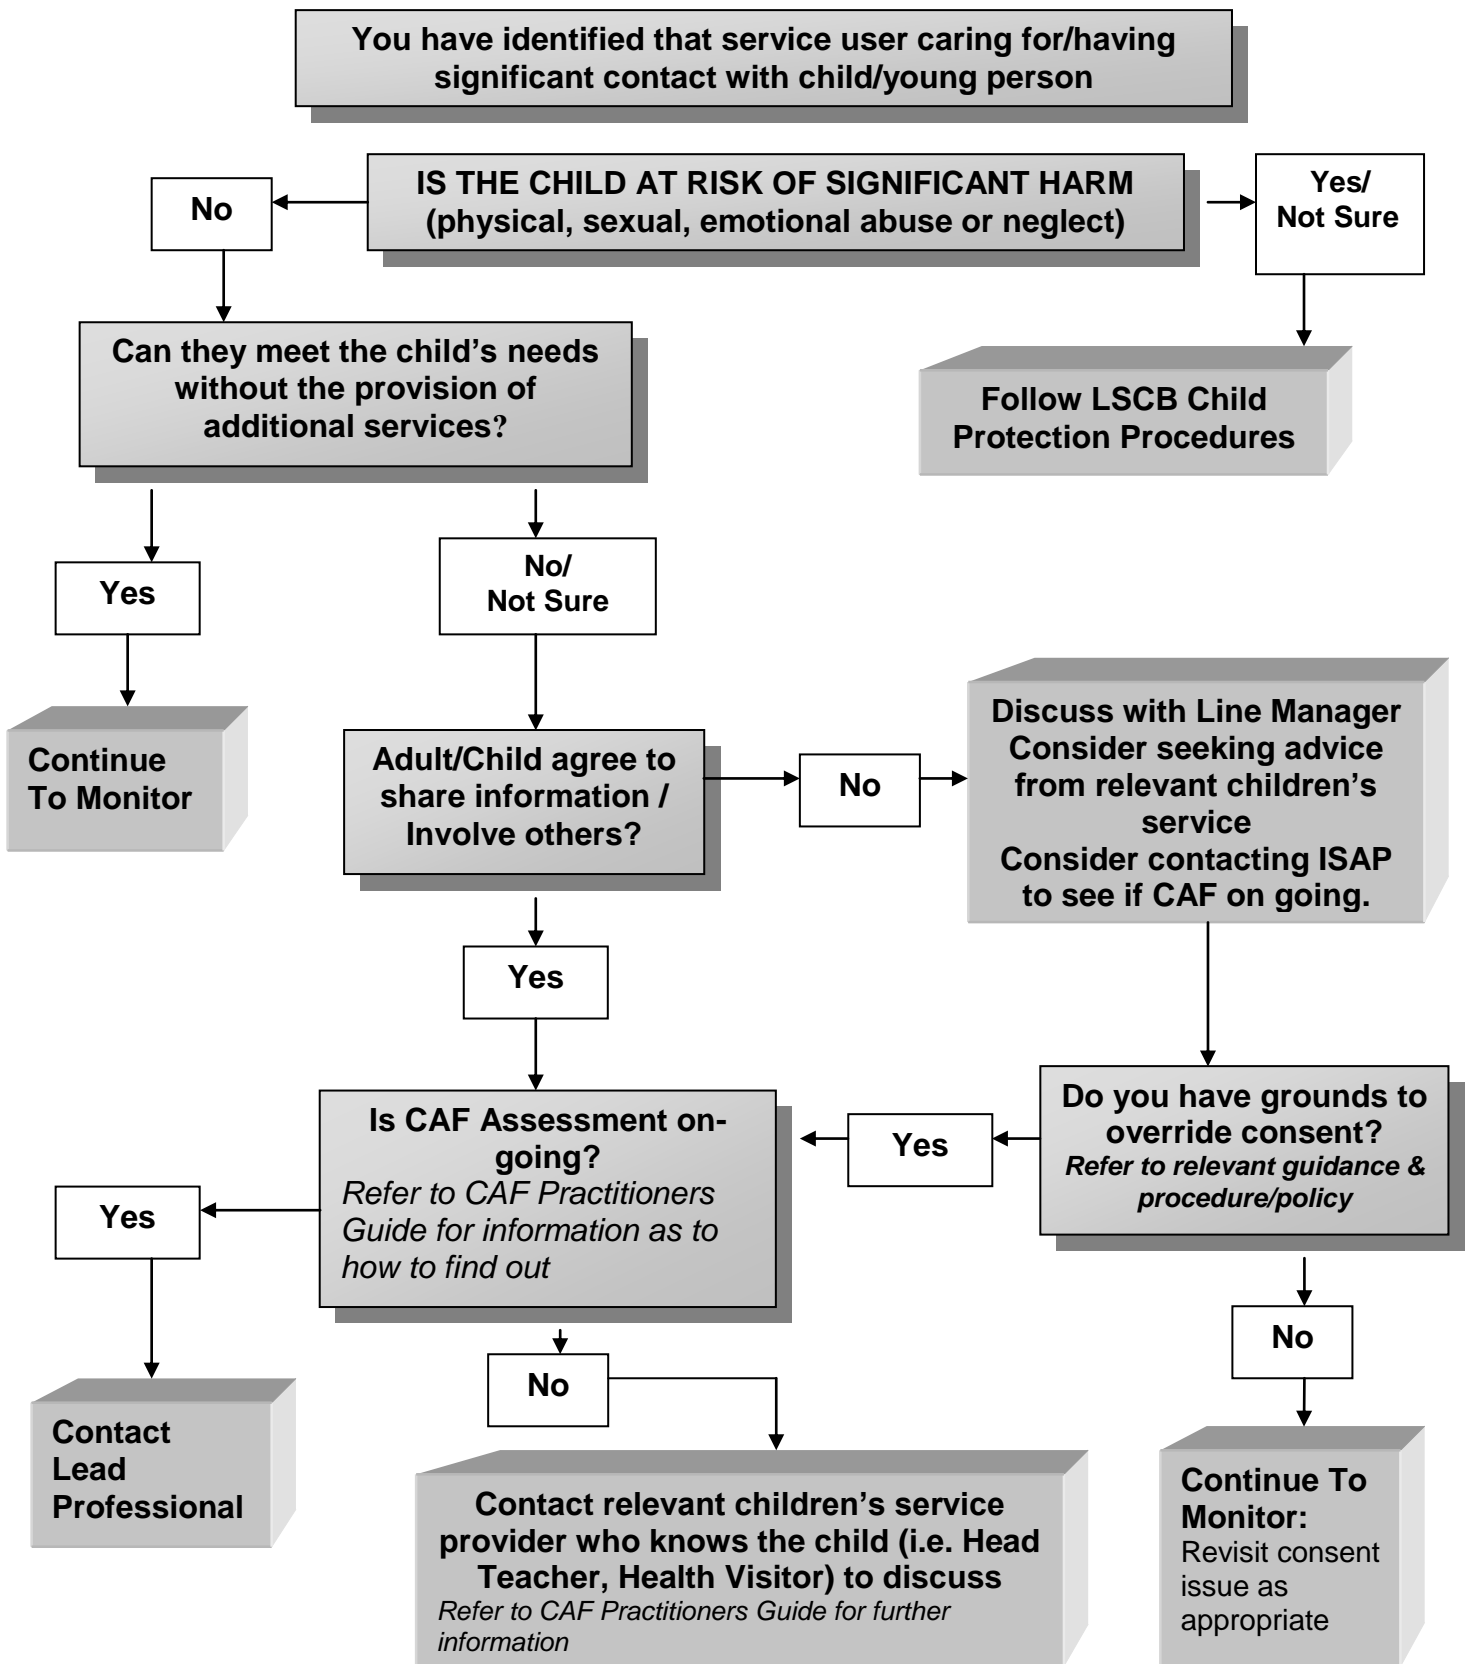 You have identified that service user caring for/having
significant contact with child/young person
IS THE CHILD AT RISK OF SIGNIFICANT HARM
(physical, sexual, emotional abuse or neglect)
No
Yes/
Not Sure
Can they meet the child’s needs
without the provision of
additional services?
Follow LSCB Child
Protection Procedures
Yes
No/
Not Sure
Continue
To Monitor
Adult/Child agree to
share information /
Involve others?
No
Discuss with Line Manager
Consider seeking advice
from relevant children’s
service
Consider contacting ISAP
to see if CAF on going.
Yes
Is CAF Assessment on-
going?
Refer to CAF Practitioners
Guide for information as to
how to find out
Yes
Do you have grounds to
override consent?
Refer to relevant guidance &
procedure/policy
Yes
No
No
Contact
Lead
Professional
Contact relevant children’s service
provider who knows the child (i.e. Head
Teacher, Health Visitor) to discuss
Refer to CAF Practitioners Guide for further
information
Continue To
Monitor:
Revisit consent
issue as
appropriate